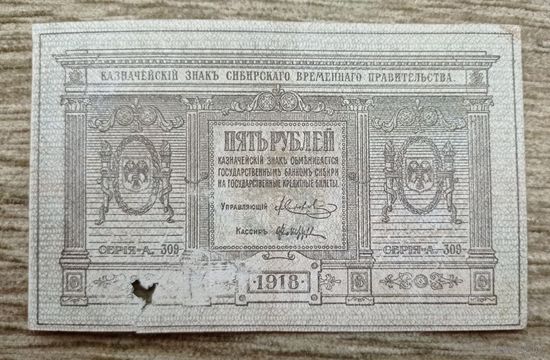 КАЗНАЧЕЙСКІЙ ЗНАКЪ СИБИРСКАГО ВРЕМЕННАГО ПРАВИТЕЛЬСТВА.
ПЯТЬ РУБЛЕЙ
КАЗНАЧЕЙСКІЙ ЗНАКЪ ОБМѢНИВАЕТСЯ
ГОСУДАРСТВЕННЫМЪ БАНКОМЪ СИБИРИ
НА ГОСУДАРСТВЕННЫЕ КРЕДИТНЫЕ БИЛЕТЫ.
УПРАВЛЯЮЩІЙ
КАССИРЪ
СЕРІЯ-А. 309
СЕРІЯ-А. 309
1918